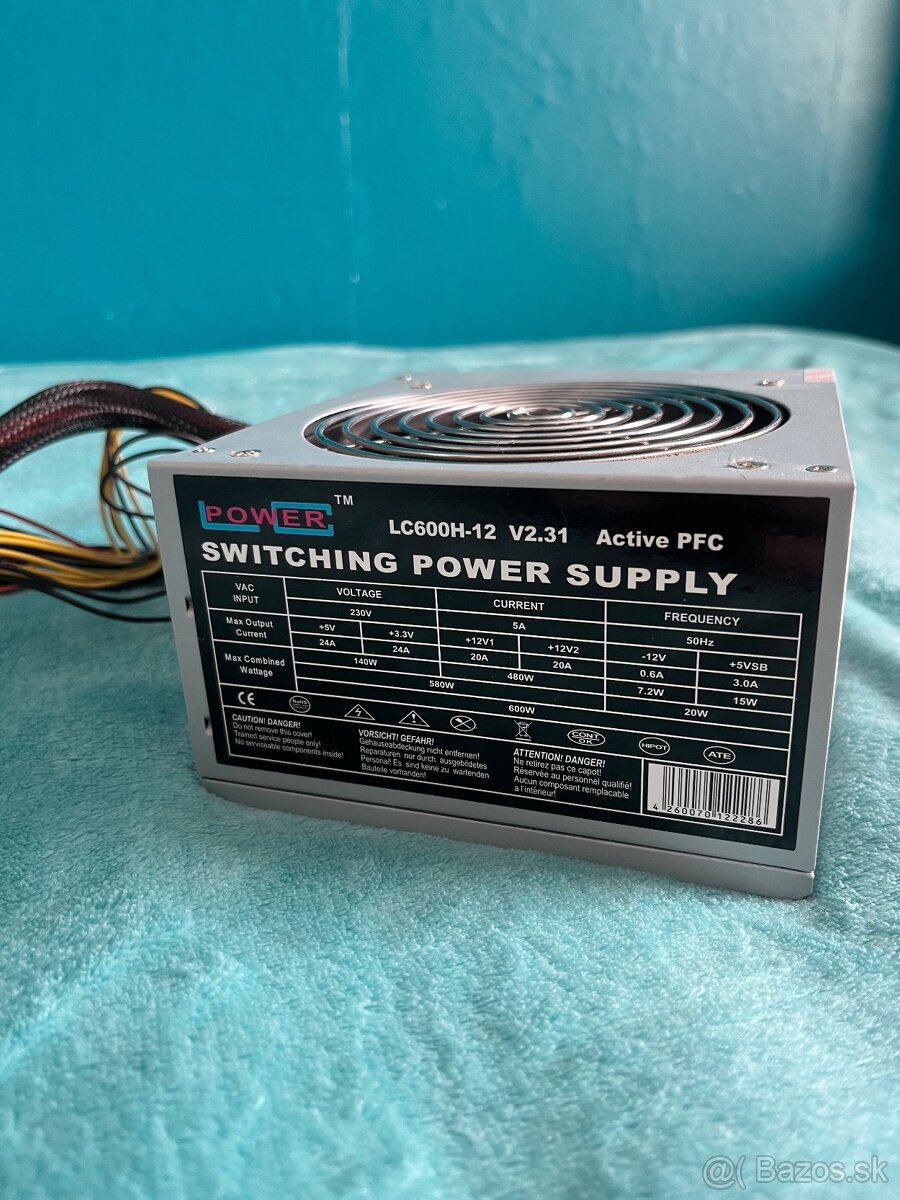 POWER TM
LC600H-12 V2.31 Active PFC
SWITCHING POWER SUPPLY
VAC INPUT VOLTAGE CURRENT FREQUENCY
230V 5A 50Hz
Max Output Current +5V +3.3V +12V1 +12V2 -12V +5VSB
24A 24A 20A 20A 0.6A 3.0A
Max Combined Wattage 140W 480W 7.2W 15W
580W 20W
600W
CE RoHS CONT OK HIPOT ATE
CAUTION! DANGER!
Do not remove this cover!
Trained service people only!
No serviceable components inside!
VORSICHT! GEFAHR!
Gehauseabdeckung nicht entfernen!
Reparaturen nur durch ausgebildetes
Personal! Es sind keine zu wartenden
Bauteile vorhanden!
ATTENTION! DANGER!
Ne retirez pas ce capot!
Réservée au personnel qualifié!
Aucun composant remplacable
a l'intérieur!
4 260070 122286
@( Bazos.sk